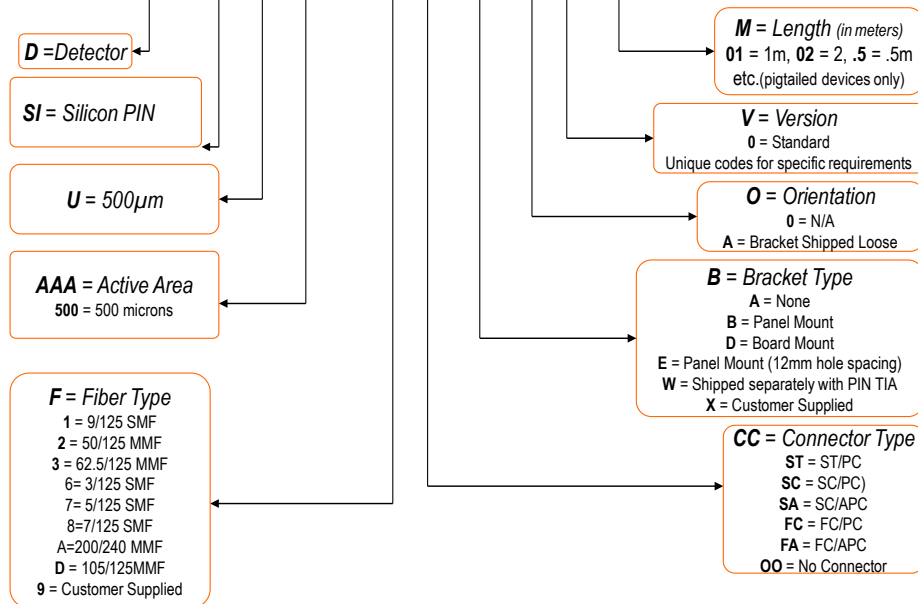 D =Detector
SI = Silicon PIN
U = 500µm
AAA = Active Area
500 = 500 microns
F = Fiber Type
1 = 9/125 SMF
2 = 50/125 MMF
3 = 62.5/125 MMF
6= 3/125 SMF
7= 5/125 SMF
8=7/125 SMF
A=200/240 MMF
D = 105/125MMF
9 = Customer Supplied
M = Length (in meters)
01 = 1m, 02 = 2, .5 = .5m
etc.(pigtailed devices only)
V = Version
0 = Standard
Unique codes for specific requirements
O = Orientation
0 = N/A
A = Bracket Shipped Loose
B = Bracket Type
A = None
B = Panel Mount
D = Board Mount
E = Panel Mount (12mm hole spacing)
W = Shipped separately with PIN TIA
X = Customer Supplied
CC = Connector Type
ST = ST/PC
SC = SC/PC)
SA = SC/APC
FC = FC/PC
FA = FC/APC
OO = No Connector